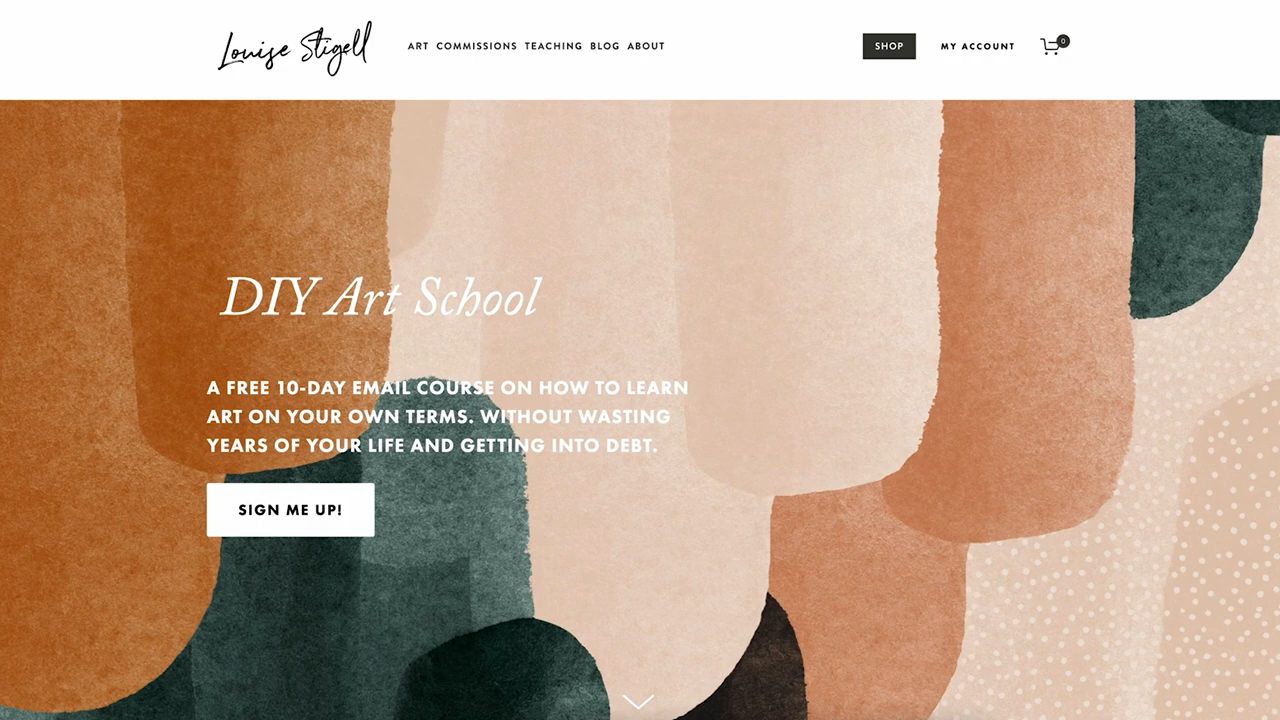 Louise Stigell
ART COMMISSIONS TEACHING BLOG ABOUT
SHOP
MY ACCOUNT
0
DIY Art School
A FREE 10-DAY EMAIL COURSE ON HOW TO LEARN
ART ON YOUR OWN TERMS. WITHOUT WASTING
YEARS OF YOUR LIFE AND GETTING INTO DEBT.
SIGN ME UP!